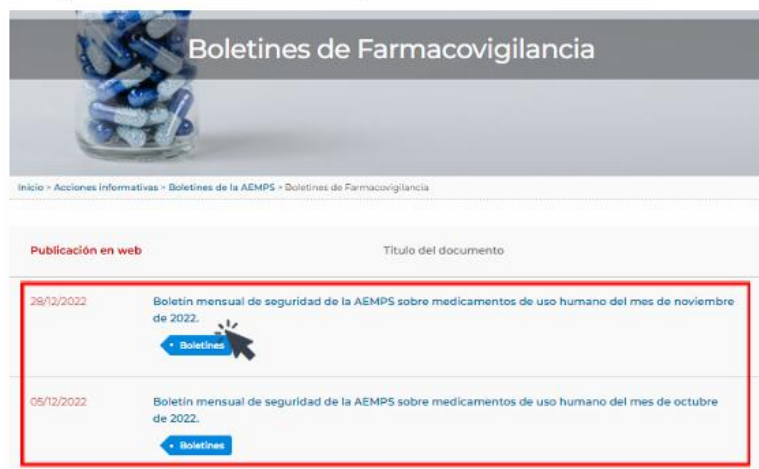 Boletines de Farmacovigilancia
Inicio > Acciones informativas > Boletines de la AEMPS > Boletines de Farmacovigilancia
Publicación en web Título del documento
28/12/2022 Boletín mensual de seguridad de la AEMPS sobre medicamentos de uso humano del mes de noviembre
de 2022.
• Boletines
05/12/2022 Boletín mensual de seguridad de la AEMPS sobre medicamentos de uso humano del mes de octubre
de 2022.
• Boletines